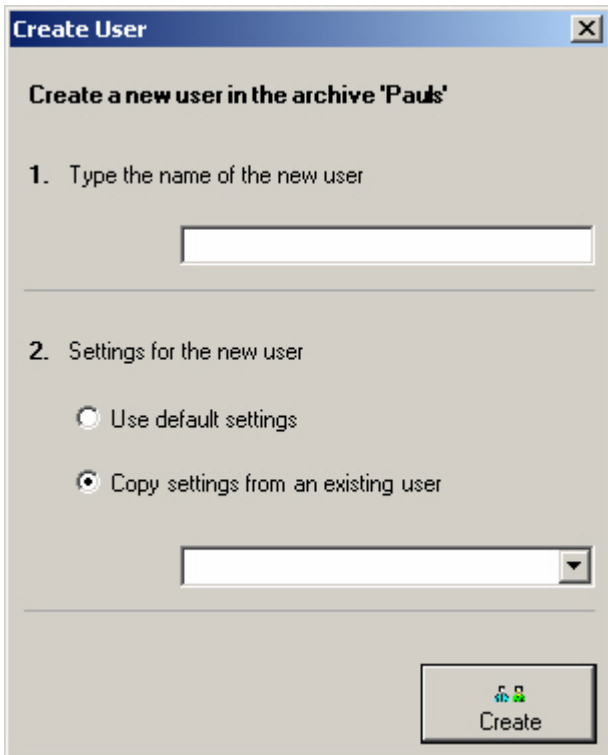 Create User
Create a new user in the archive 'Pauls'
1. Type the name of the new user
2. Settings for the new user
Use default settings
Copy settings from an existing user
Create